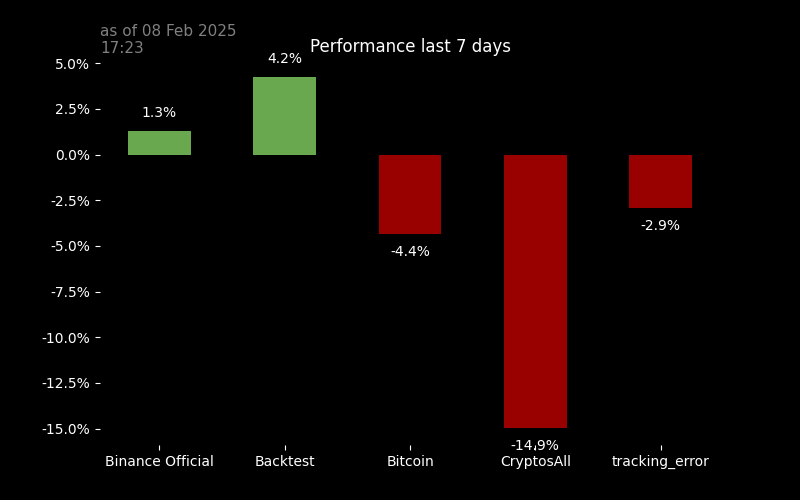 as of 08 Feb 2025
17:23
Performance last 7 days
5.0%
2.5%
0.0%
-2.5%
-5.0%
-7.5%
-10.0%
-12.5%
-15.0%
1.3%
4.2%
-4.4%
-14.9%
-2.9%
Binance Official
Backtest
Bitcoin
CryptosAll
tracking_error